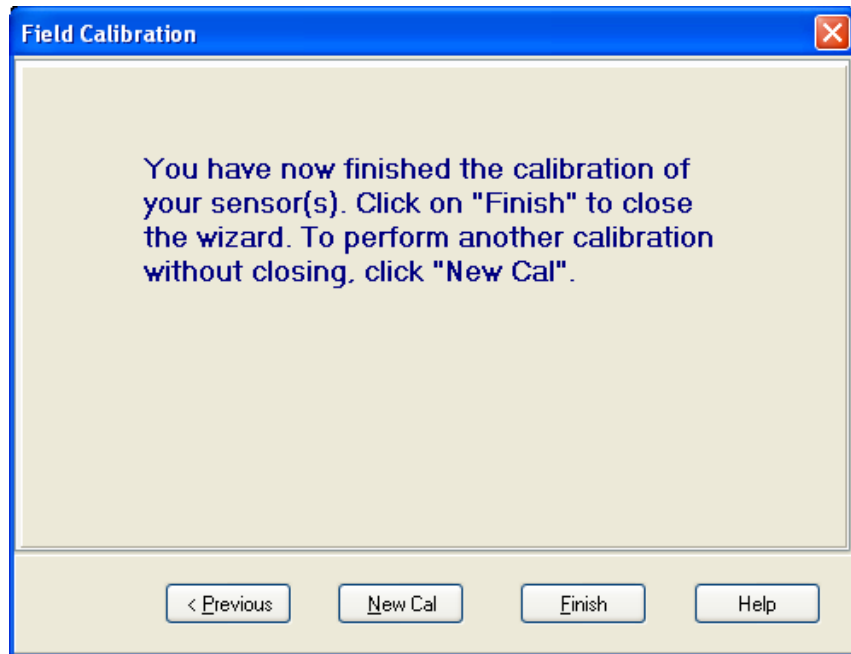 Field Calibration
You have now finished the calibration of
your sensor(s). Click on "Finish" to close
the wizard. To perform another calibration
without closing, click "New Cal".
< Previous
New Cal
Finish
Help